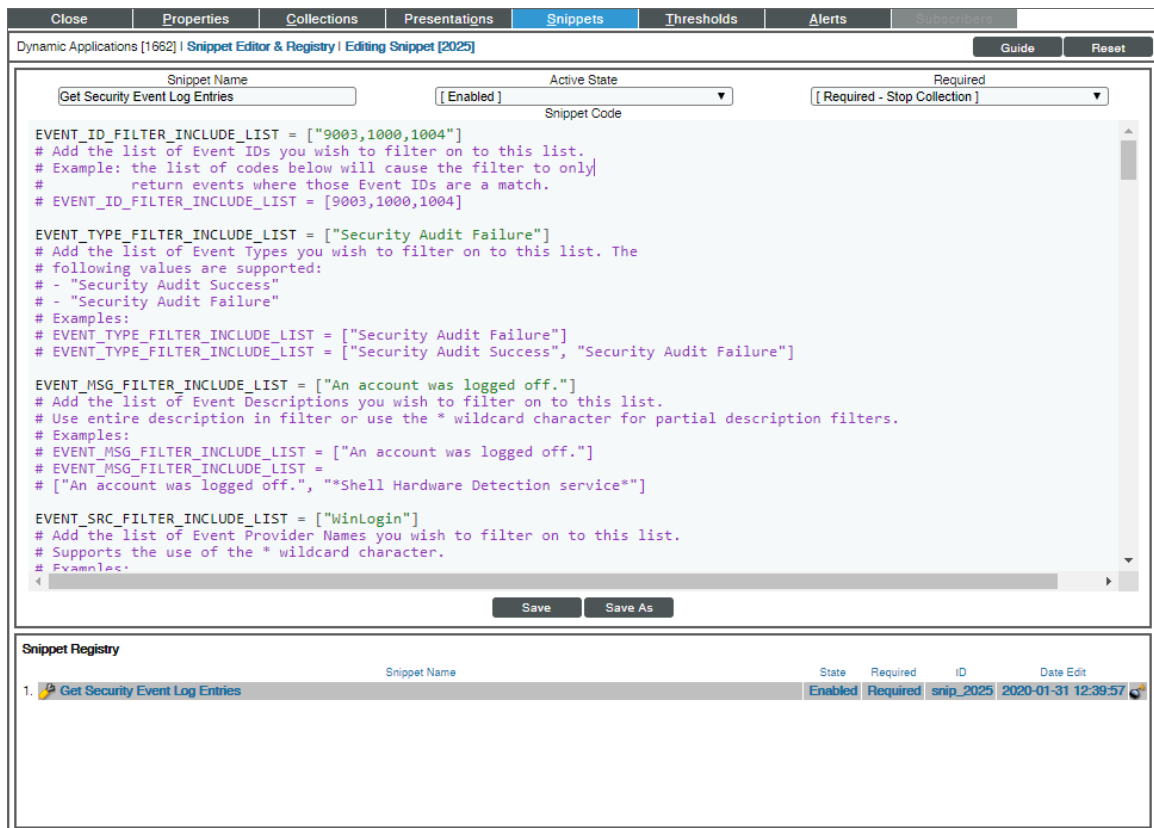 Close Properties Collections Presentations Snippets Thresholds Alerts Subscribers
Dynamic Applications [1662] | Snippet Editor & Registry | Editing Snippet [2025] Guide Reset
Snippet Name Active State Required
Get Security Event Log Entries [ Enabled ] [ Required - Stop Collection ]
Snippet Code
EVENT_ID_FILTER_INCLUDE_LIST = ["9003,1000,1004"]
# Add the list of Event IDs you wish to filter on to this list.
# Example: the list of codes below will cause the filter to only
#          return events where those Event IDs are a match.
# EVENT_ID_FILTER_INCLUDE_LIST = [9003,1000,1004]
EVENT_TYPE_FILTER_INCLUDE_LIST = ["Security Audit Failure"]
# Add the list of Event Types you wish to filter on to this list. The
# following values are supported:
# - "Security Audit Success"
# - "Security Audit Failure"
# Examples:
# EVENT_TYPE_FILTER_INCLUDE_LIST = ["Security Audit Failure"]
# EVENT_TYPE_FILTER_INCLUDE_LIST = ["Security Audit Success", "Security Audit Failure"]
EVENT_MSG_FILTER_INCLUDE_LIST = ["An account was logged off."]
# Add the list of Event Descriptions you wish to filter on to this list.
# Use entire description in filter or use the * wildcard character for partial description filters.
# Examples:
# EVENT_MSG_FILTER_INCLUDE_LIST = ["An account was logged off."]
# EVENT_MSG_FILTER_INCLUDE_LIST =
# ["An account was logged off.", "*Shell Hardware Detection service*"]
EVENT_SRC_FILTER_INCLUDE_LIST = ["WinLogin"]
# Add the list of Event Provider Names you wish to filter on to this list.
# Supports the use of the * wildcard character.
# Examples:
Save Save As
Snippet Registry
Snippet Name State Required ID Date Edit
1. Get Security Event Log Entries Enabled Required snip_2025 2020-01-31 12:39:57